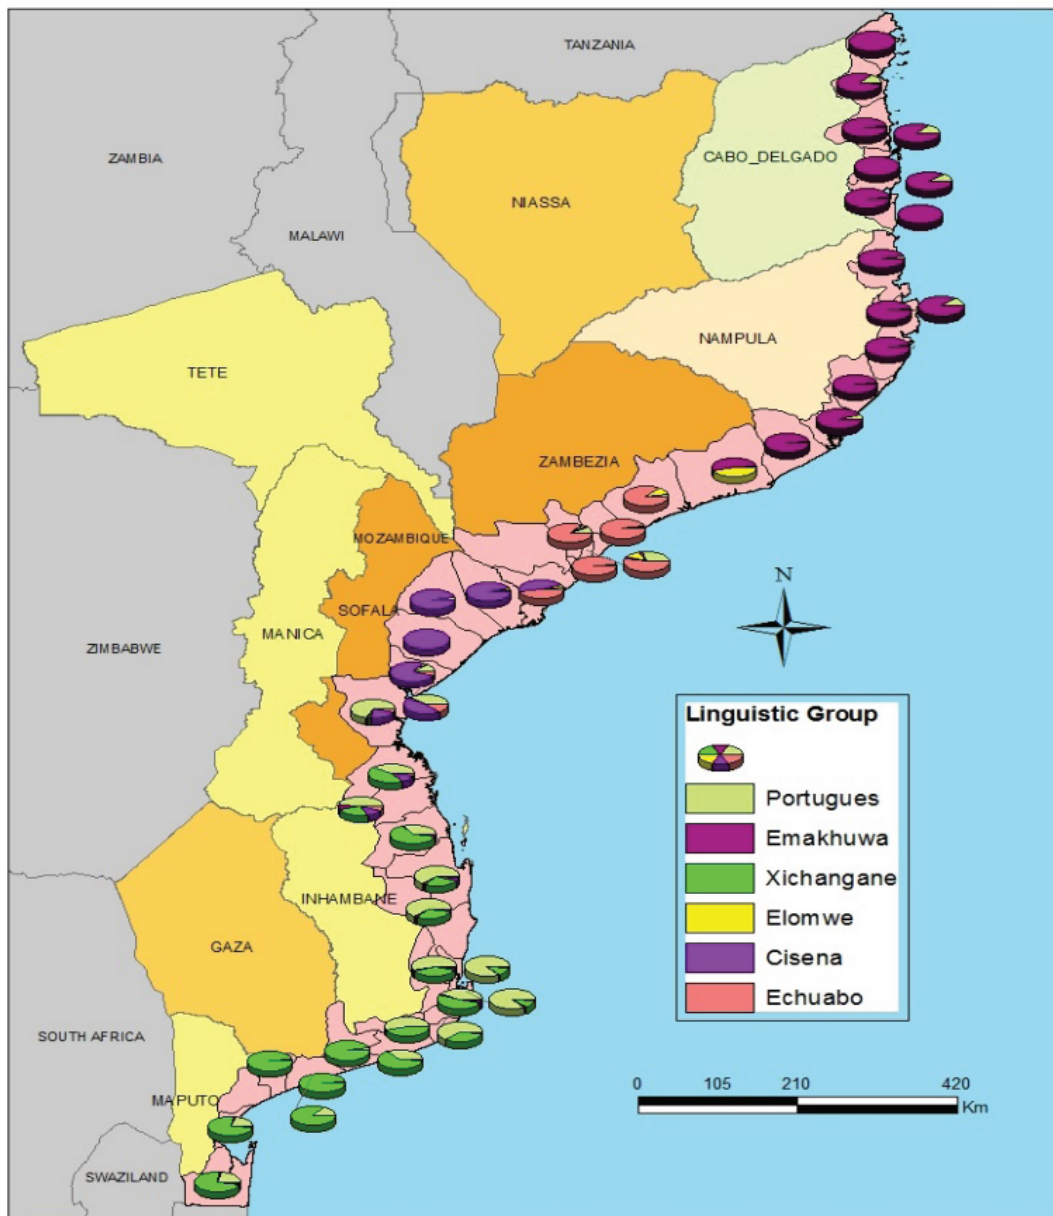 TANZANIA
ZAMBIA
CABO_DELGADO
NIASSA
MALAWI
NAMPULA
TETE
ZAMBEZIA
MOZAMBIQUE
N
SOFALA
MANICA
ZIMBABWE
Linguistic Group
Portugues
Emakhuwa
Xichangane
Elomwe
Cisena
Echuabo
INHAMBANE
GAZA
SOUTH AFRICA
MAPUTO
0 105 210 420
Km
SWAZILAND